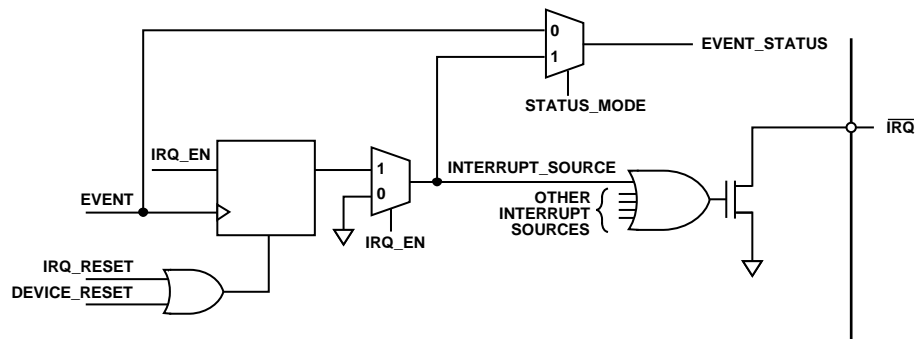 0
1
EVENT_STATUS
STATUS_MODE
IRQ
IRQ_EN
1
0
INTERRUPT_SOURCE
EVENT
OTHER
INTERRUPT
SOURCES
IRQ_EN
IRQ_RESET
DEVICE_RESET